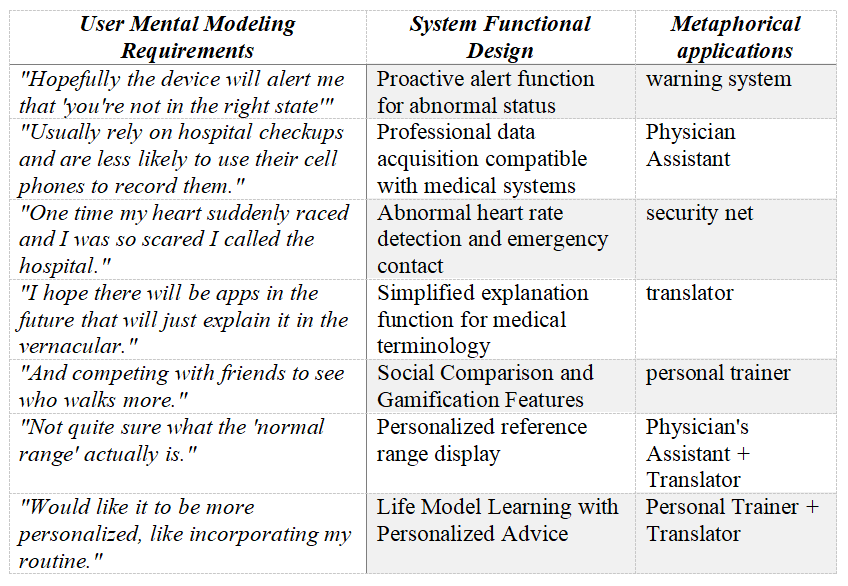 User Mental Modeling
Requirements
System Functional
Design
Metaphorical
applications
"Hopefully the device will alert me
that 'you're not in the right state'"
Proactive alert function
for abnormal status
warning system
"Usually rely on hospital checkups
and are less likely to use their cell
phones to record them."
Professional data
acquisition compatible
with medical systems
Physician
Assistant
"One time my heart suddenly raced
and I was so scared I called the
hospital."
Abnormal heart rate
detection and emergency
contact
security net
"I hope there will be apps in the
future that will just explain it in the
vernacular."
Simplified explanation
function for medical
terminology
translator
"And competing with friends to see
who walks more."
Social Comparison and
Gamification Features
personal trainer
"Not quite sure what the 'normal
range' actually is."
Personalized reference
range display
Physician's
Assistant +
Translator
"Would like it to be more
personalized, like incorporating my
routine."
Life Model Learning with
Personalized Advice
Personal Trainer +
Translator